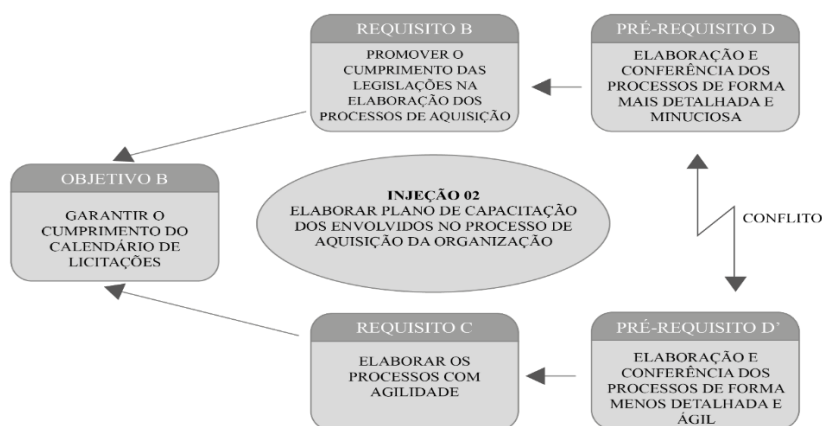 REQUISITO B
PROMOVER O
CUMPRIMENTO DAS
LEGISLAÇÕES NA
ELABORAÇÃO DOS
PROCESSOS DE AQUISIÇÃO
PRÉ-REQUISITO D
ELABORAÇÃO E
CONFERÊNCIA DOS
PROCESSOS DE FORMA
MAIS DETALHADA E
MINUCIOSA
OBJETIVO B
GARANTIR O
CUMPRIMENTO DO
CALENDÁRIO DE
LICITAÇÕES
INJEÇÃO 02
ELABORAR PLANO DE CAPACITAÇÃO
DOS ENVOLVIDOS NO PROCESSO DE
AQUISIÇÃO DA ORGANIZAÇÃO
CONFLITO
REQUISITO C
ELABORAR OS
PROCESSOS COM
AGILIDADE
PRÉ-REQUISITO D’
ELABORAÇÃO E
CONFERÊNCIA DOS
PROCESSOS DE FORMA
MENOS DETALHADA E
ÁGIL